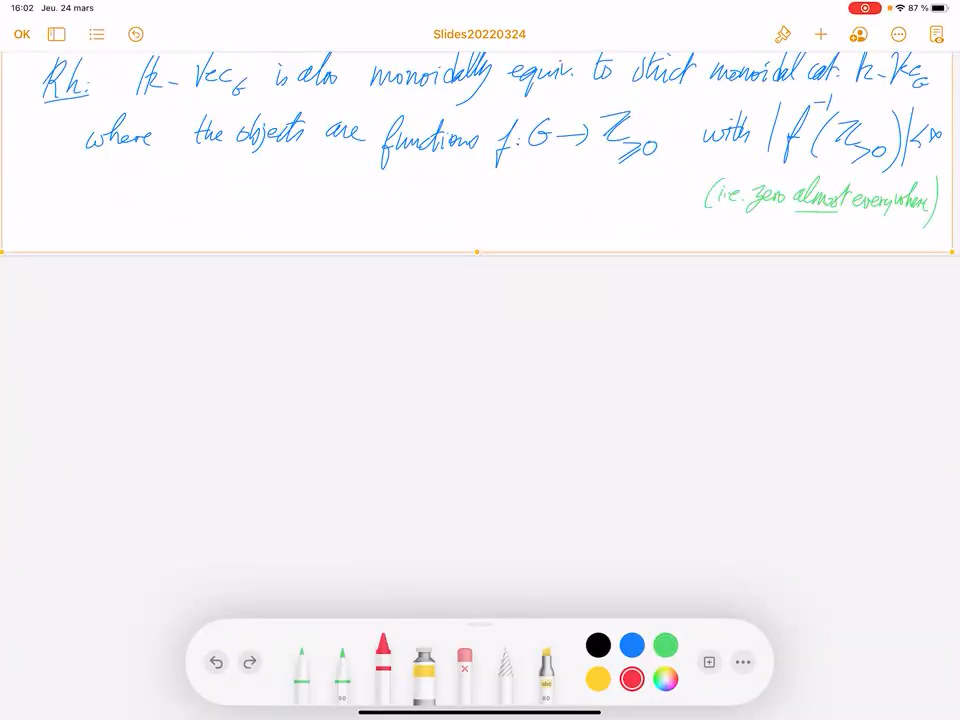 16:02 Jeu. 24 mars
87 %
OK
Slides20220324
Rk: lk-Vec_G is also monoidally equiv. to strict monoidal cat. k-Vec_G
where the objects are functions f: G → ℤ≥0 with |f⁻¹(ℤ>0)|<∞
(i.e. zero almost everywhere)